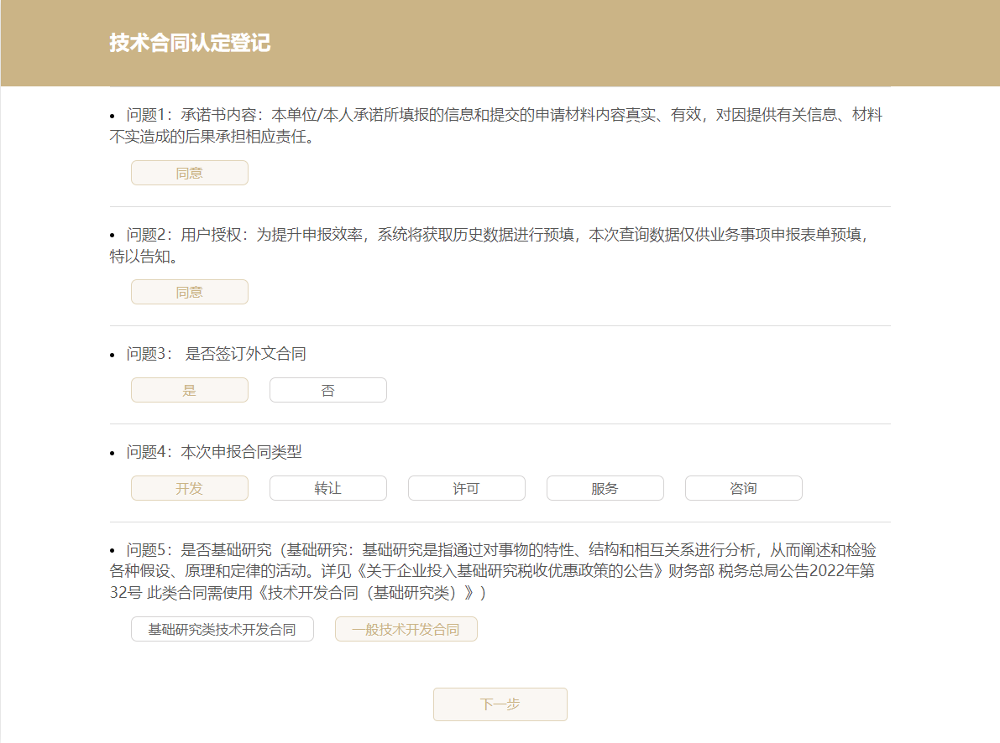 技术合同认定登记
• 问题1：承诺书内容：本单位/本人承诺所填报的信息和提交的申请材料内容真实、有效，对因提供有关信息、材料
不实造成的后果承担相应责任。
同意
• 问题2：用户授权：为提升申报效率，系统将获取历史数据进行预填，本次查询数据仅供业务事项申报表单预填，
特以告知。
同意
• 问题3： 是否签订外文合同
是 否
• 问题4：本次申报合同类型
开发 转让 许可 服务 咨询
• 问题5：是否基础研究（基础研究：基础研究是指通过对事物的特性、结构和相互关系进行分析，从而阐述和检验
各种假设、原理和定律的活动。详见《关于企业投入基础研究税收优惠政策的公告》财务部 税务总局公告2022年第
32号 此类合同需使用《技术开发合同（基础研究类）》）
基础研究类技术开发合同 一般技术开发合同
下一步